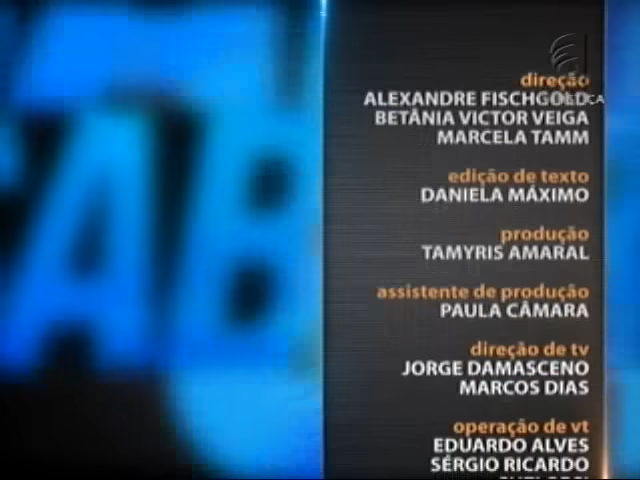 AB
direção
ALEXANDRE FISCHGOLD
BETÂNIA VICTOR VEIGA
MARCELA TAMM
edição de texto
DANIELA MÁXIMO
produção
TAMYRIS AMARAL
assistente de produção
PAULA CÂMARA
direção de tv
JORGE DAMASCENO
MARCOS DIAS
operação de vt
EDUARDO ALVES
SÉRGIO RICARDO